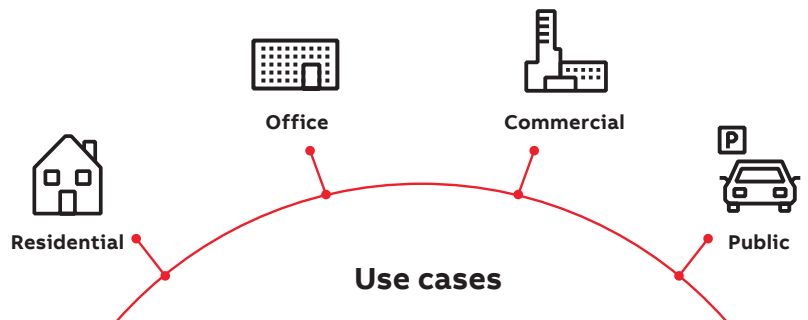 Office
Commercial
P
Residential
Public
Use cases